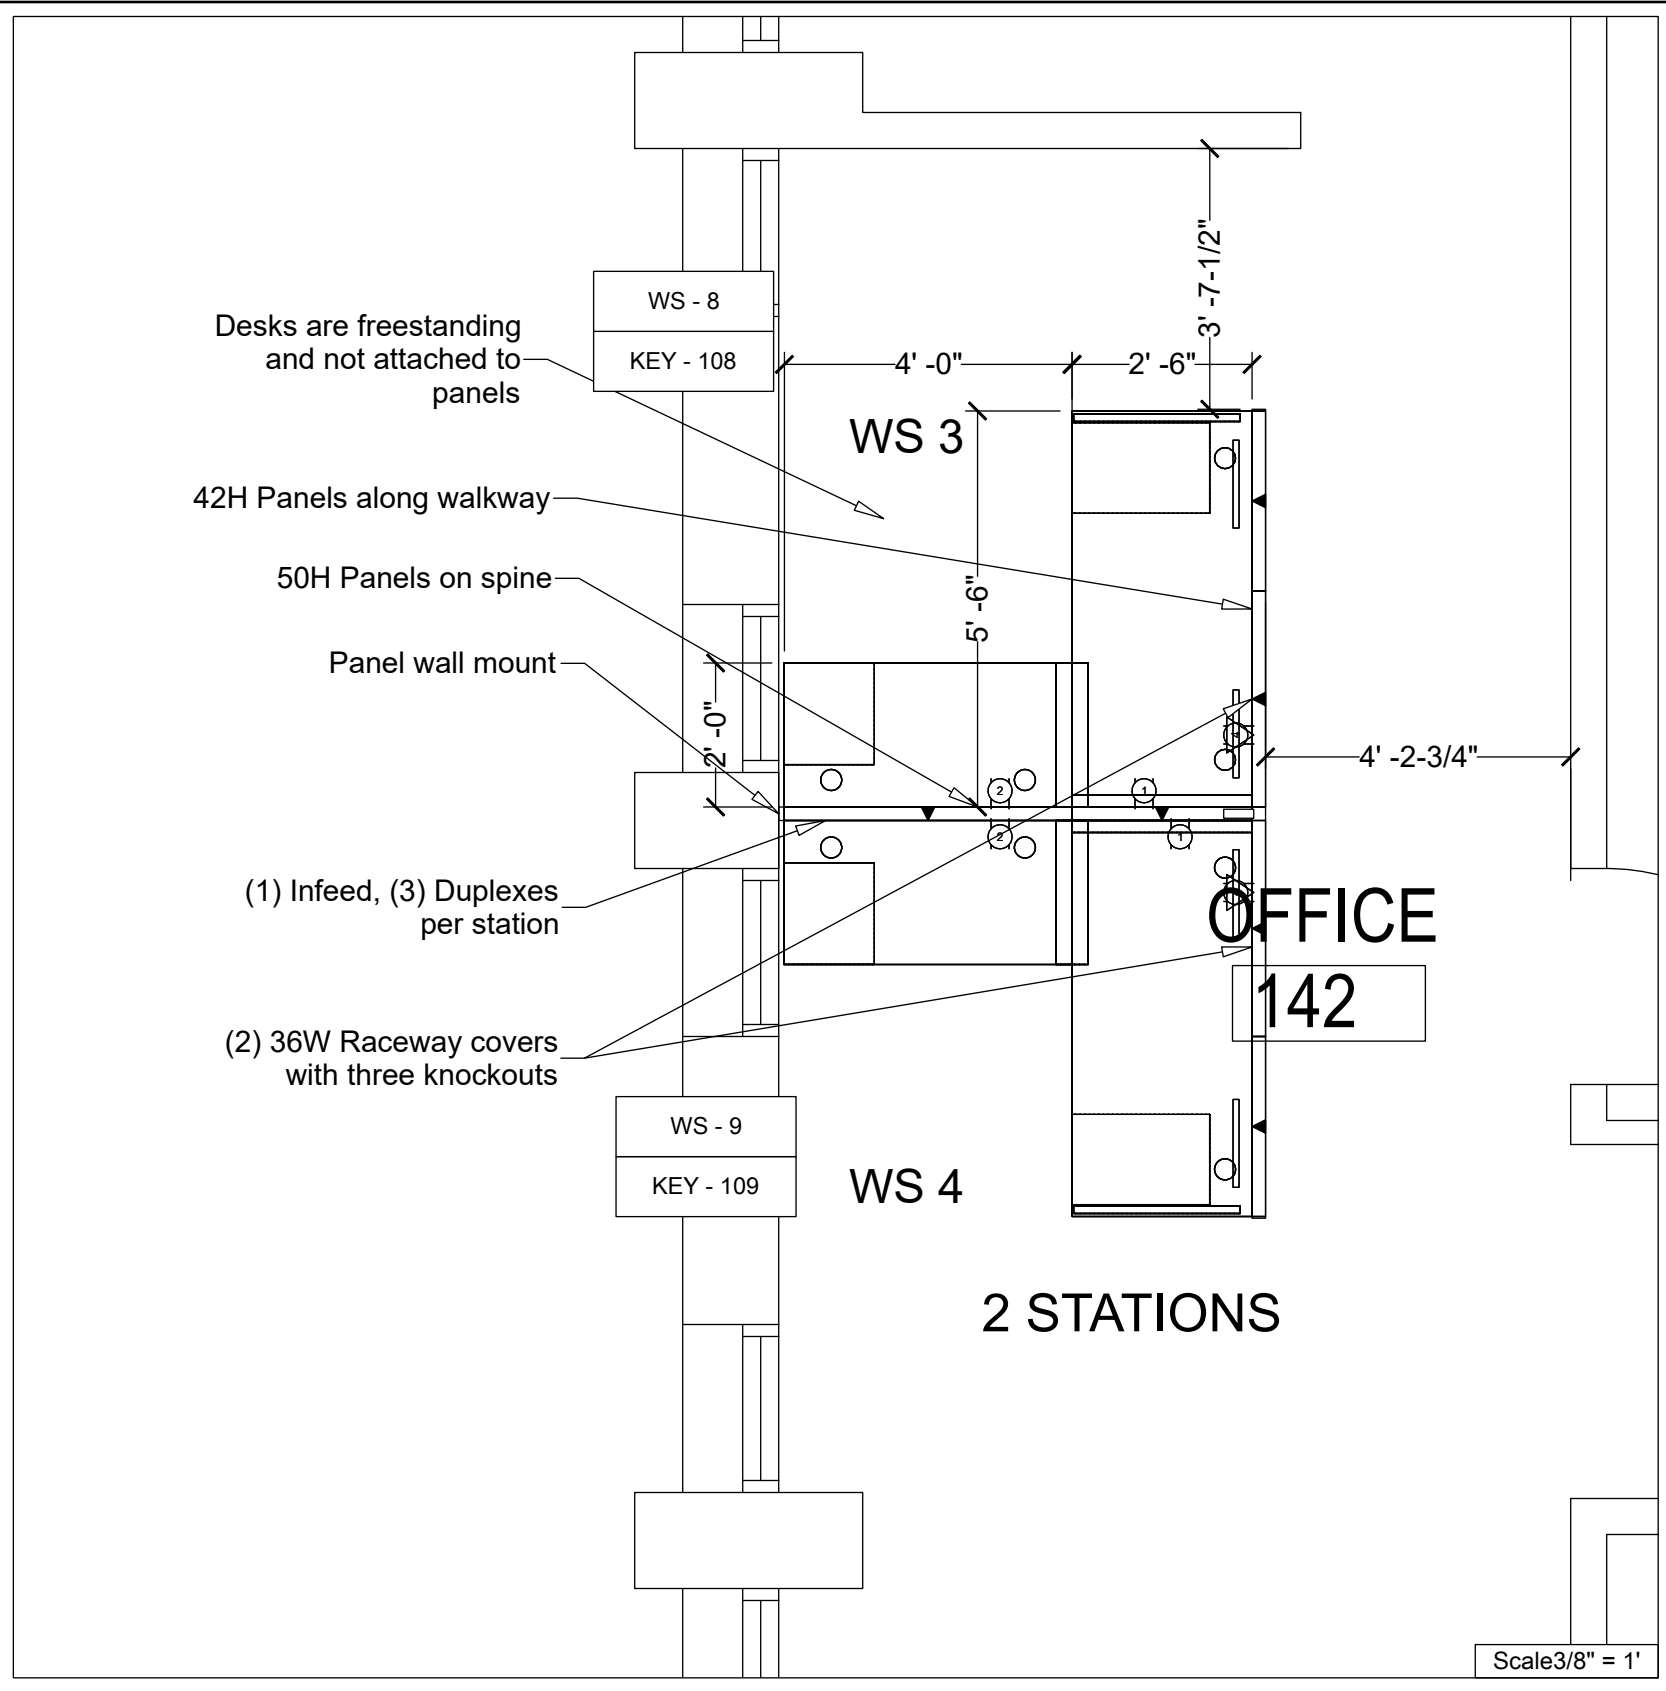 WS - 8
KEY - 108
Desks are freestanding
and not attached to
panels
3' -7-1/2"
4' -0"
2' -6"
WS 3
42H Panels along walkway
50H Panels on spine
5' -6"
Panel wall mount
2' -0"
4' -2-3/4"
2
1
4
2
1
(1) Infeed, (3) Duplexes
per station
OFFICE
142
(2) 36W Raceway covers
with three knockouts
WS - 9
KEY - 109
WS 4
2 STATIONS
Scale3/8" = 1'